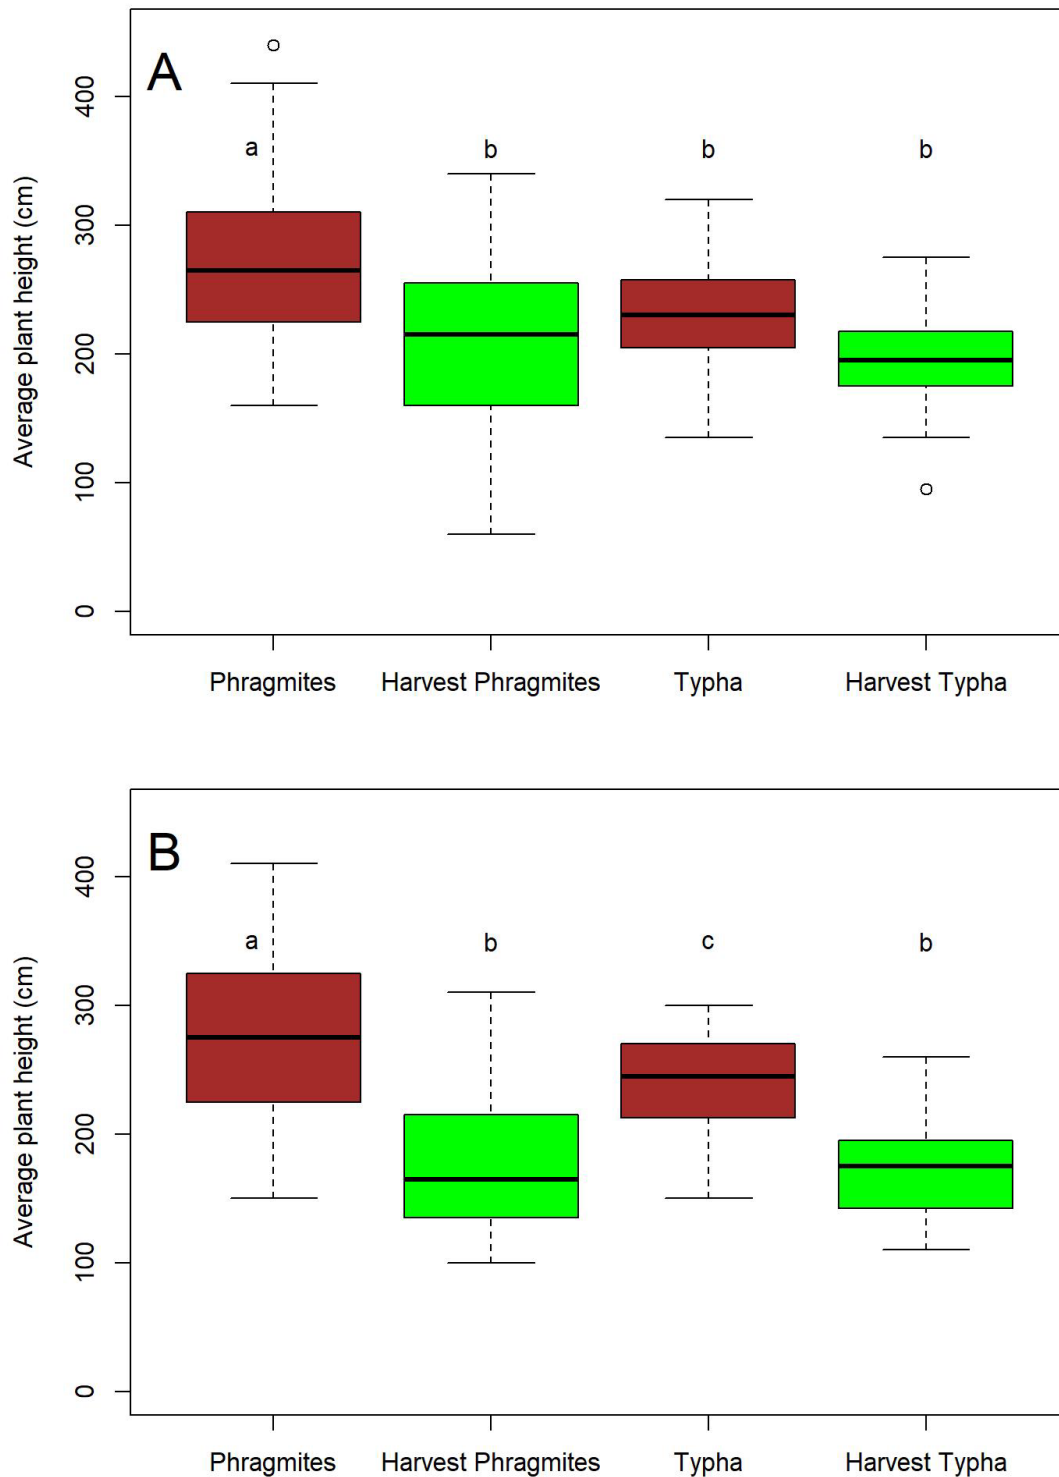 A
Average plant height (cm)
400
300
200
100
0
a
b
b
b
Phragmites
Harvest Phragmites
Typha
Harvest Typha
B
Average plant height (cm)
400
300
200
100
0
a
b
c
b
Phragmites
Harvest Phragmites
Typha
Harvest Typha